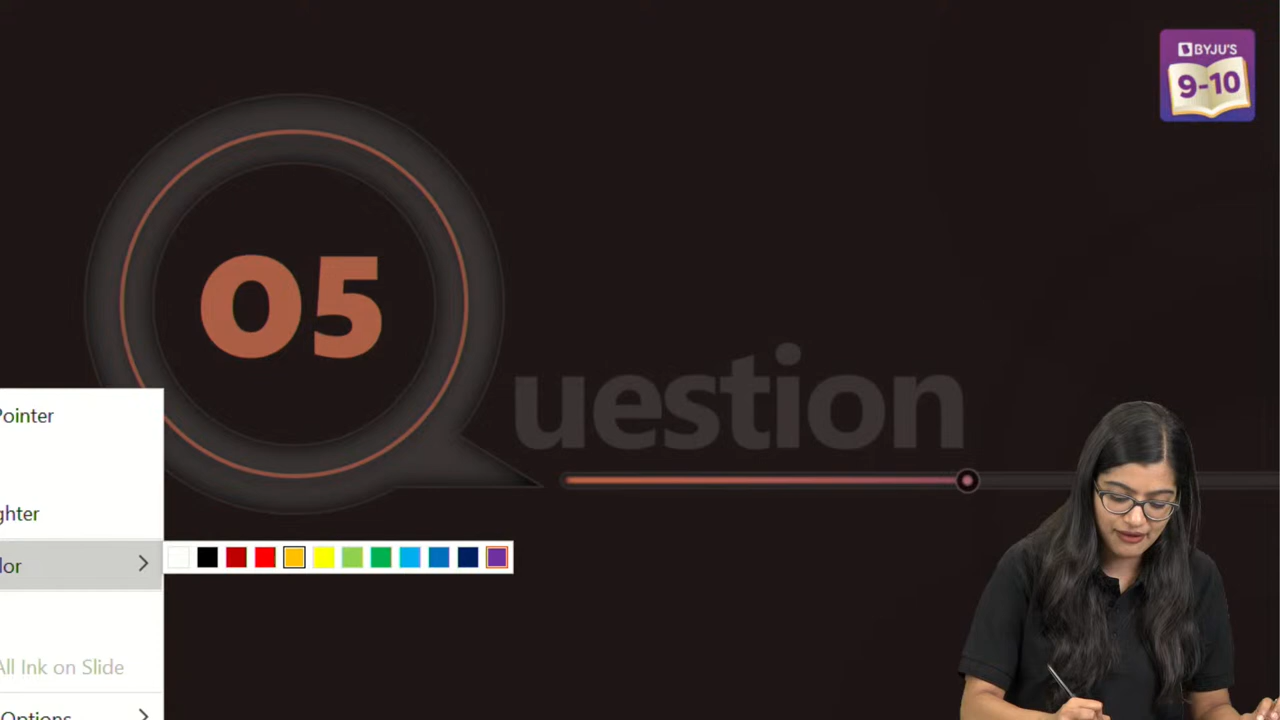 BYJU'S
9-10
05
uestion
Pointer
ghter
lor
All Ink on Slide
Options